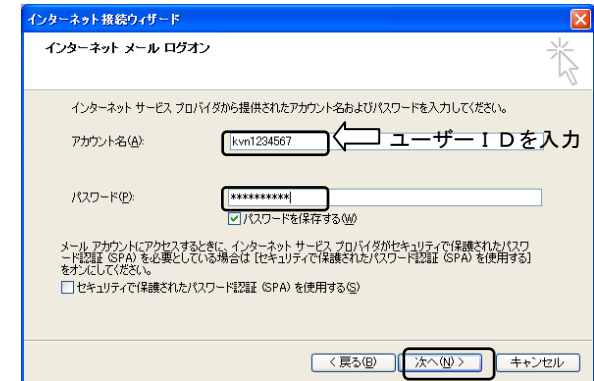 インターネット接続ウィザード
インターネット メール ログオン
インターネット サービス プロバイダから提供されたアカウント名およびパスワードを入力してください。
アカウント名(A):
kvn1234567
ユーザーＩＤを入力
パスワード(P):
**********
パスワードを保存する(W)
メール アカウントにアクセスするときに、インターネット サービス プロバイダがセキュリティで保護されたパスワ
ード認証 (SPA) を必要としている場合は [セキュリティで保護されたパスワード認証 (SPA) を使用する]
をオンにしてください。
セキュリティで保護されたパスワード認証 (SPA) を使用する(S)
< 戻る(B)
次へ(N) >
キャンセル